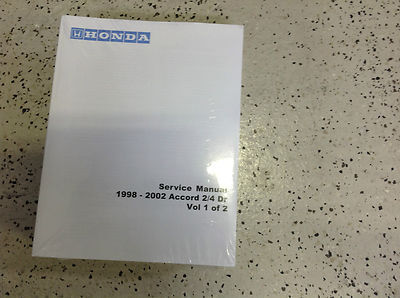 HONDA
Service Manual
1998 - 2002 Accord 2/4 Dr
Vol 1 of 2